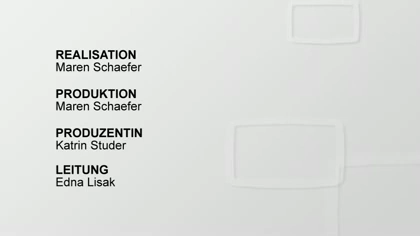 REALISATION
Maren Schaefer
PRODUKTION
Maren Schaefer
PRODUZENTIN
Katrin Studer
LEITUNG
Edna Lisak